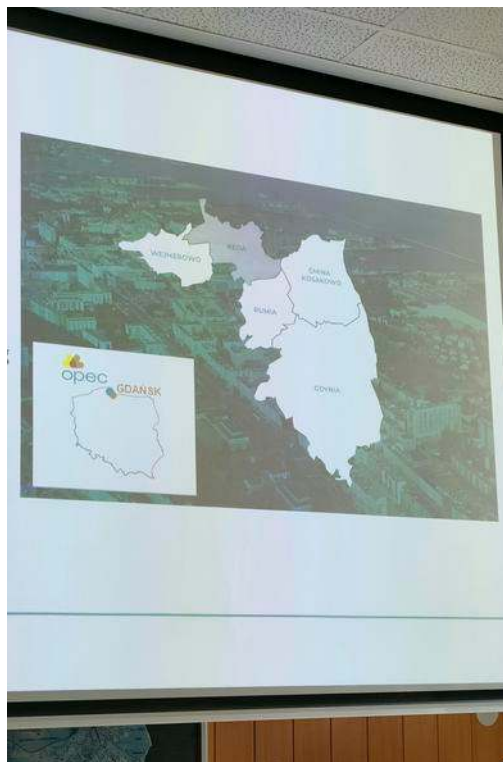 WEJHEROWO
REDA
GMINA
KOSAKOWO
RUMIA
GDYNIA
opec
GDAŃSK